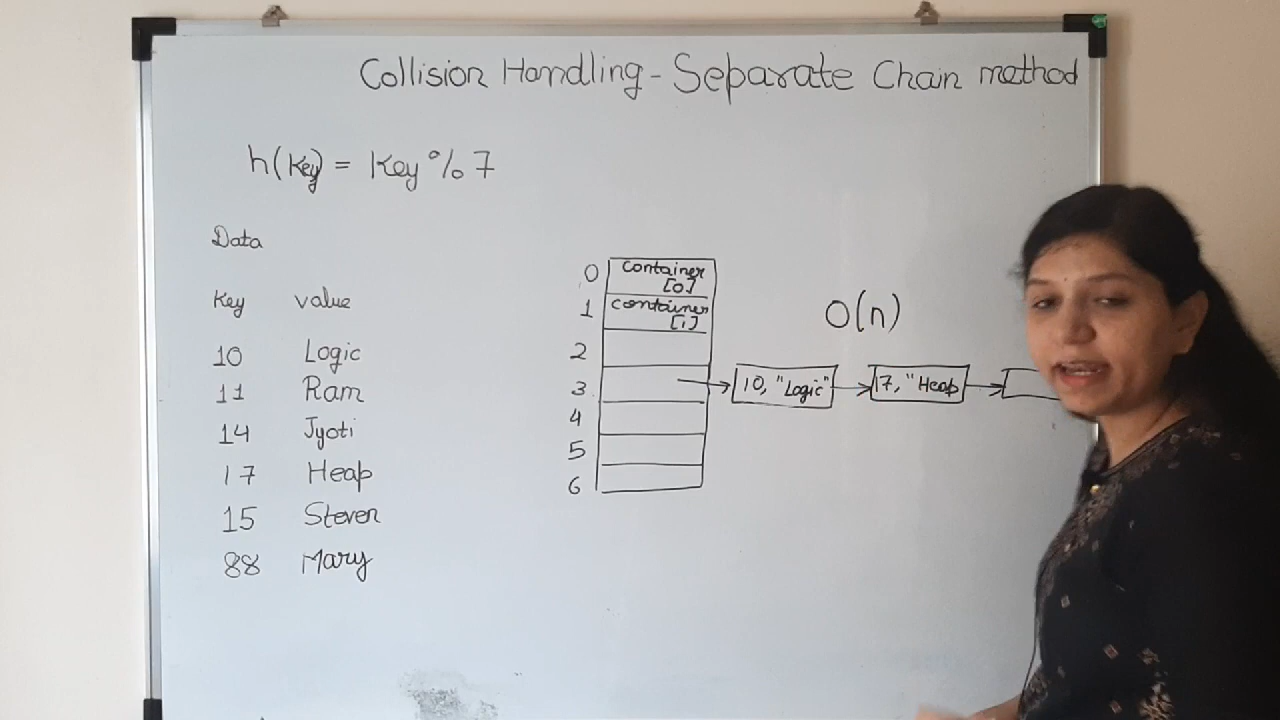 Collision Handling - Separate Chain method
h(key) = Key % 7
Data
Key value
10 Logic
11 Ram
14 Jyoti
17 Heap
15 Steven
88 Mary
0 container [0]
1 container [1]
2
3
4
5
6
O(n)
10, "Logic"
17, "Heap